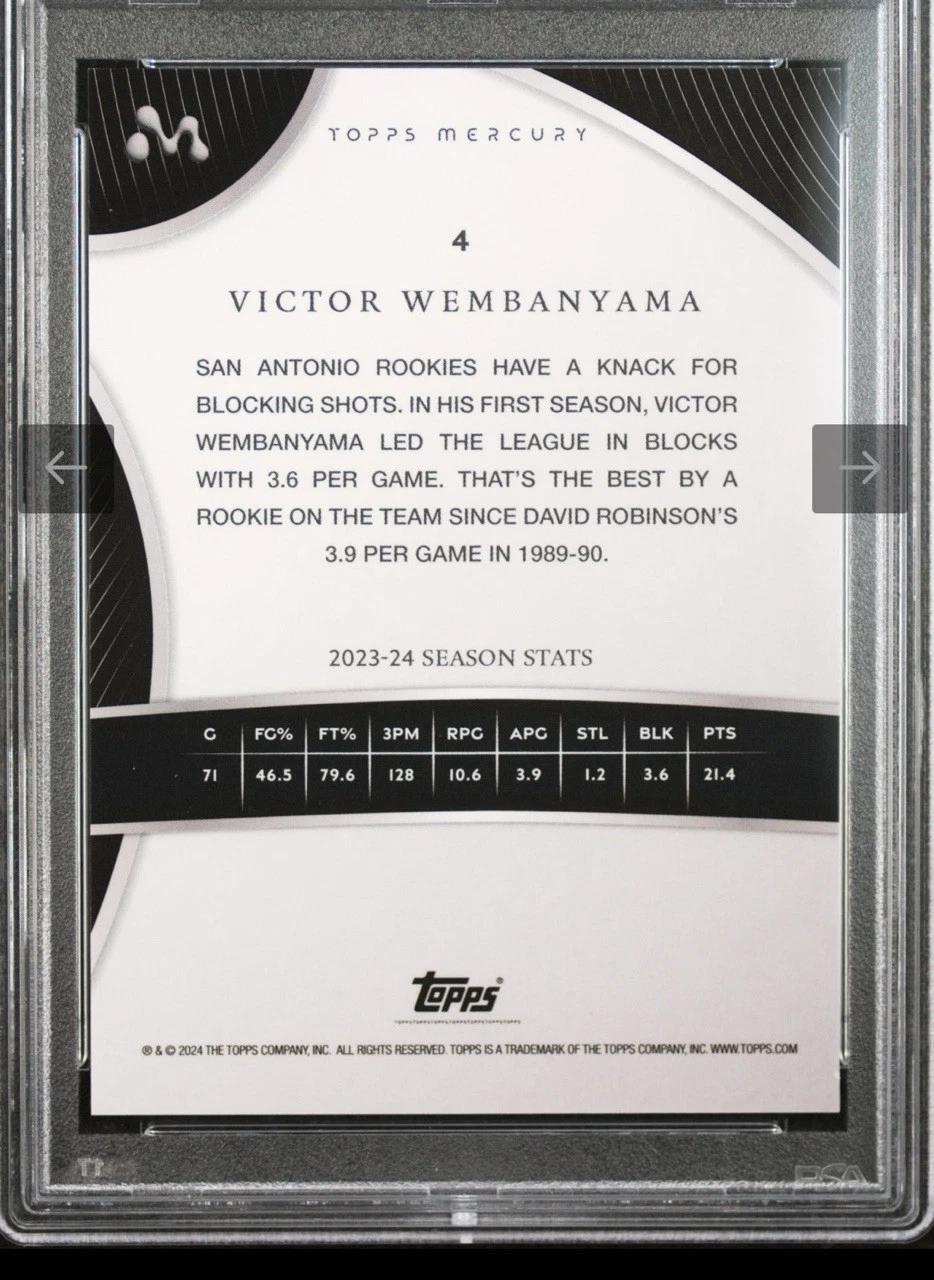 TOPPS MERCURY
4
VICTOR WEMBANYAMA
SAN ANTONIO ROOKIES HAVE A KNACK FOR
BLOCKING SHOTS. IN HIS FIRST SEASON, VICTOR
WEMBANYAMA LED THE LEAGUE IN BLOCKS
WITH 3.6 PER GAME. THAT'S THE BEST BY A
ROOKIE ON THE TEAM SINCE DAVID ROBINSON'S
3.9 PER GAME IN 1989-90.
2023-24 SEASON STATS
G FG% FT% 3PM RPG APG STL BLK PTS
71 46.5 79.6 128 10.6 3.9 1.2 3.6 21.4
topps®
TOPPSTOPPSTOPPSTOPPSTOPPSTOPPSTOPPS
® & © 2024 THE TOPPS COMPANY, INC. ALL RIGHTS RESERVED. TOPPS IS A TRADEMARK OF THE TOPPS COMPANY, INC. WWW.TOPPS.COM
PSA